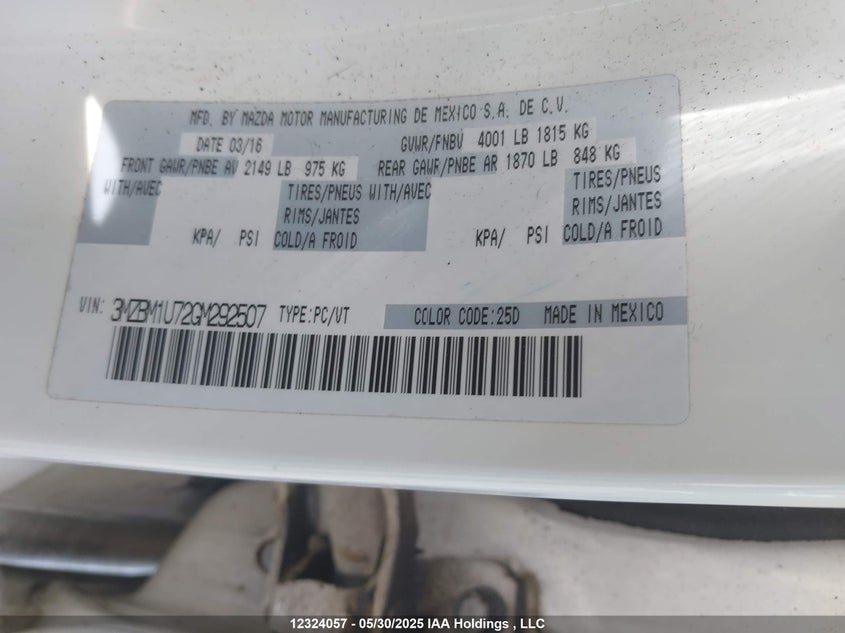 MFD. BY MAZDA MOTOR MANUFACTURING DE MEXICO S.A. DE C.V.
DATE 03/16 GVWR/PNBV 4001 LB 1815 KG
FRONT GAWR/PNBE AV 2149 LB 975 KG REAR GAWR/PNBE AR 1870 LB 848 KG
WITH/AVEC TIRES/PNEUS WITH/AVEC TIRES/PNEUS
RIMS/JANTES RIMS/JANTES
KPA/ PSI COLD/A FROID KPA/ PSI COLD/A FROID
VIN: 3MZBM1U72GM292507 TYPE:PC/VT COLOR CODE:25D MADE IN MEXICO
12324057 - 05/30/2025 IAA Holdings , LLC